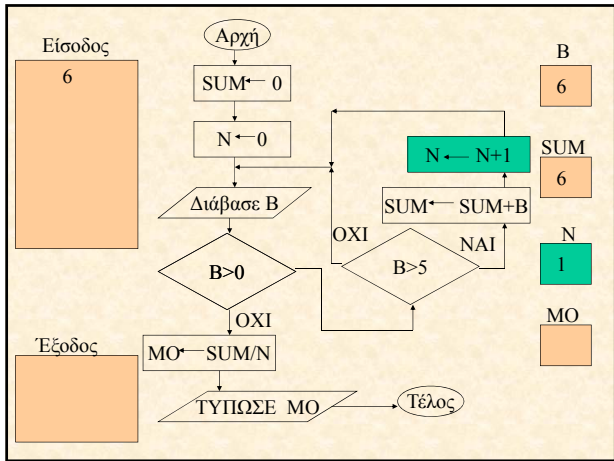 Αρχή
Είσοδος
6
SUM ← 0
N ← 0
Διάβασε B
B>0
ΟΧΙ
MO ← SUM/N
ΤΥΠΩΣΕ MO
Τέλος
N ← N+1
SUM ← SUM+B
ΟΧΙ
ΝΑΙ
B>5
B
6
SUM
6
N
1
MO
Έξοδος